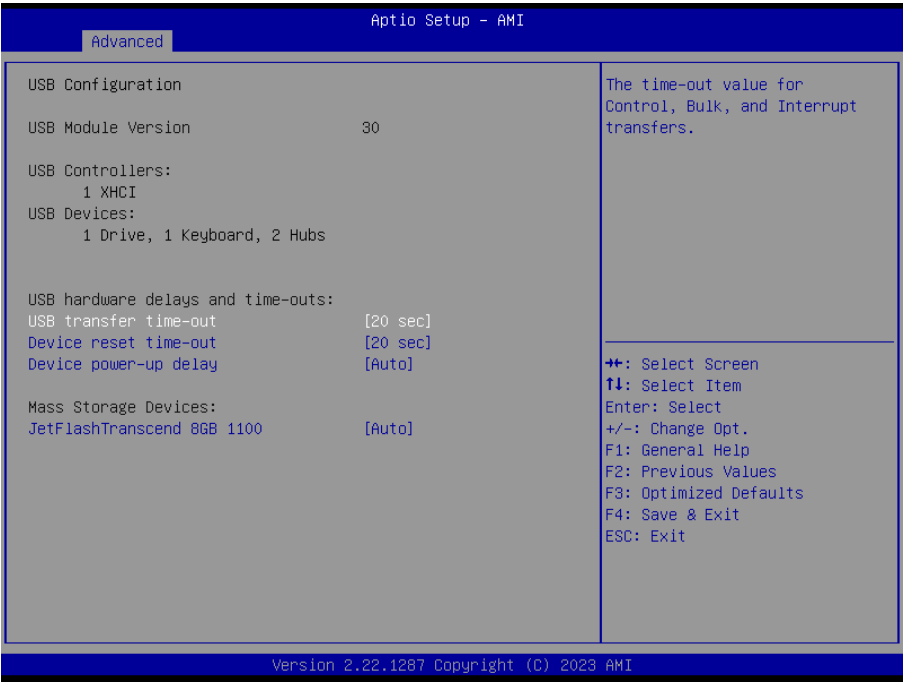 Aptio Setup – AMI
Advanced
USB Configuration
USB Module Version 30
USB Controllers:
1 XHCI
USB Devices:
1 Drive, 1 Keyboard, 2 Hubs
USB hardware delays and time-outs:
USB transfer time-out [20 sec]
Device reset time-out [20 sec]
Device power-up delay [Auto]
Mass Storage Devices:
JetFlashTranscend 8GB 1100 [Auto]
The time-out value for
Control, Bulk, and Interrupt
transfers.
→←: Select Screen
↑↓: Select Item
Enter: Select
+/-: Change Opt.
F1: General Help
F2: Previous Values
F3: Optimized Defaults
F4: Save & Exit
ESC: Exit
Version 2.22.1287 Copyright (C) 2023 AMI